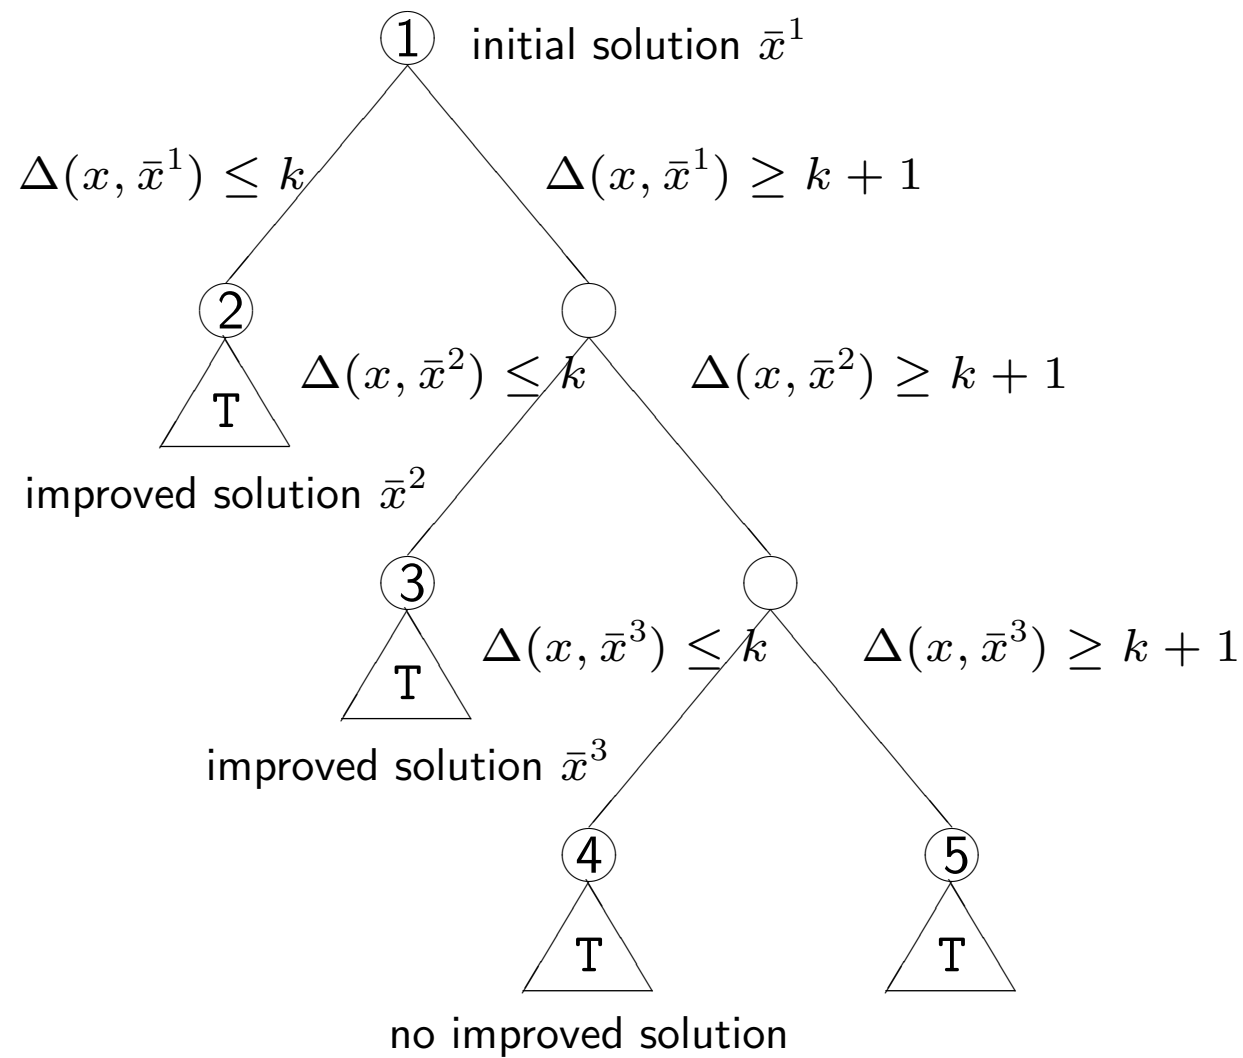 1 initial solution x̄¹
Δ(x, x̄¹) ≤ k Δ(x, x̄¹) ≥ k + 1
2
Δ(x, x̄²) ≤ k Δ(x, x̄²) ≥ k + 1
T
improved solution x̄²
3
Δ(x, x̄³) ≤ k Δ(x, x̄³) ≥ k + 1
T
improved solution x̄³
4 5
T T
no improved solution